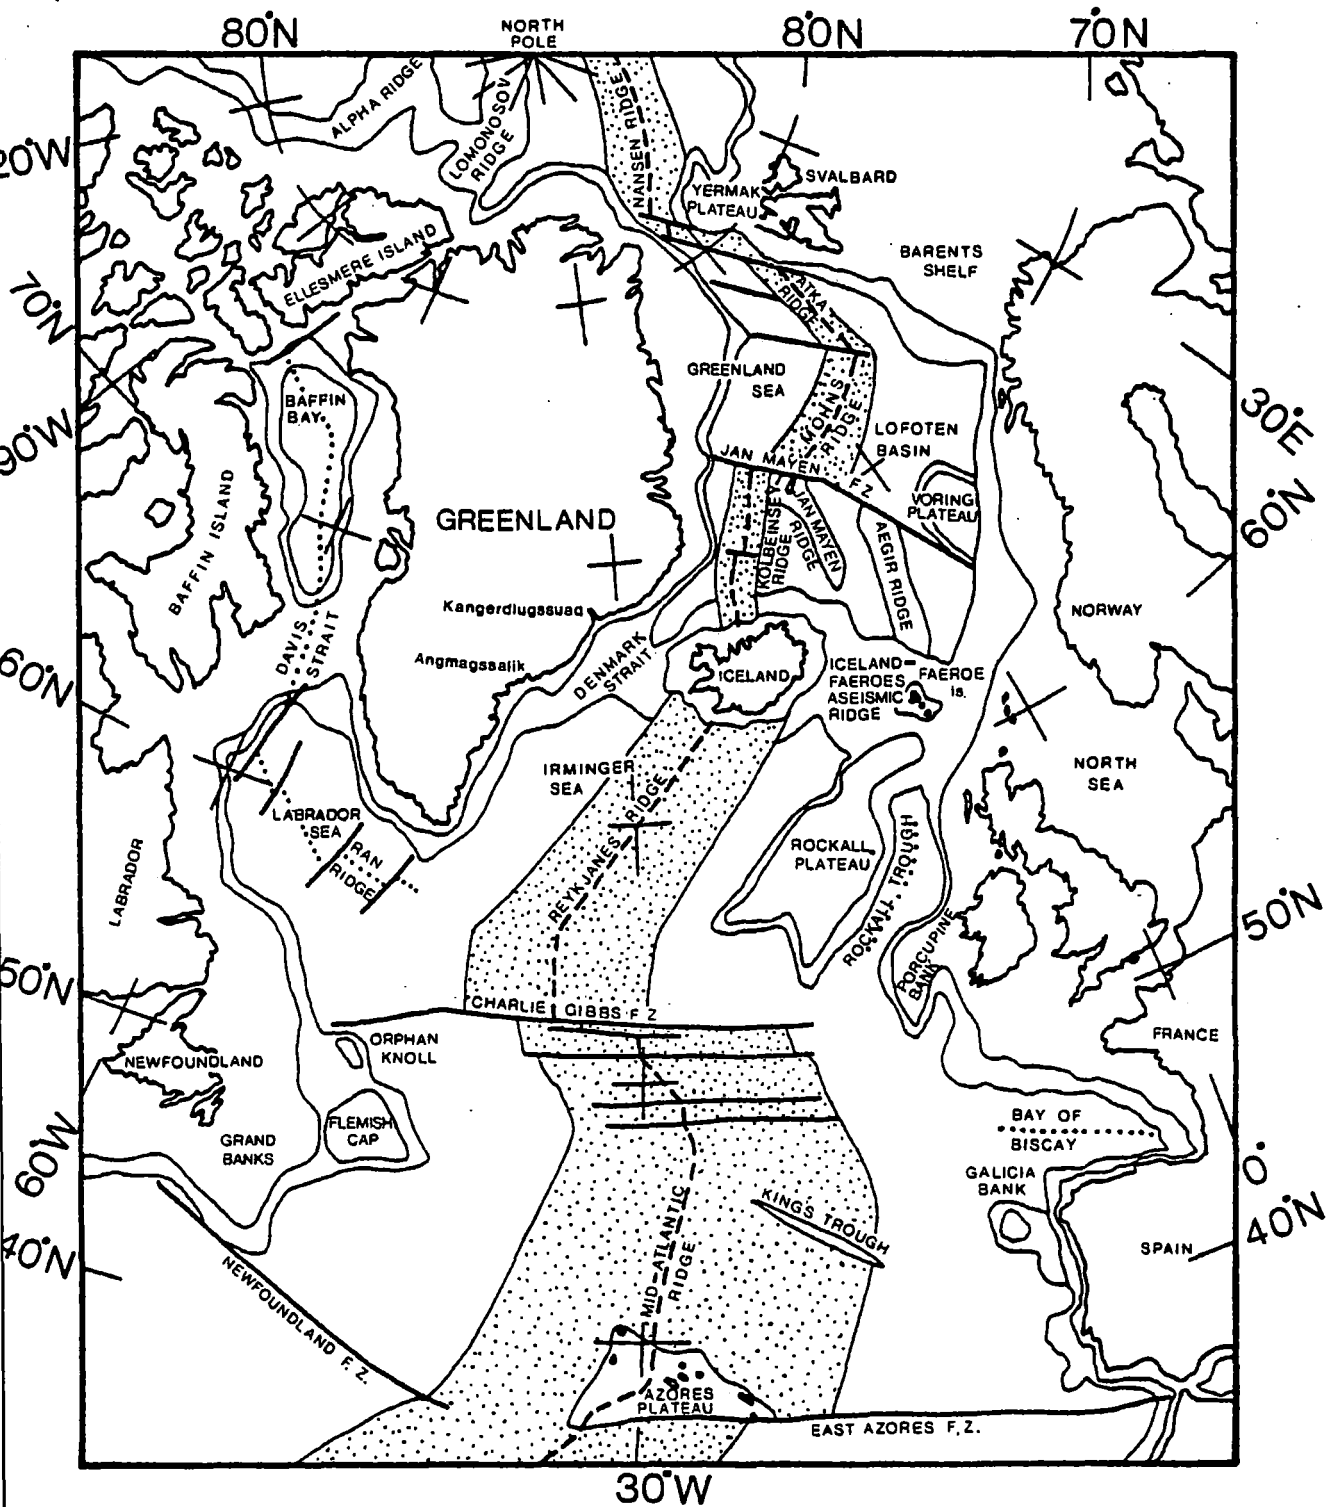 80°N
NORTH
POLE
80°N
70°N
ALPHA RIDGE
LOMONOSOV
RIDGE
NANSEN RIDGE
YERMAK
PLATEAU
SVALBARD
20°W
BARENTS
SHELF
ELLESMERE ISLAND
ATKA
RIDGE
70°N
GREENLAND
SEA
MOHNS
RIDGE
BAFFIN
BAY
LOFOTEN
BASIN
30°E
90°W
JAN MAYEN
F Z
VORING
PLATEAU
60°N
BAFFIN ISLAND
GREENLAND
KOLBEINSEY
RIDGE
JAN MAYEN
RIDGE
AEGIR RIDGE
Kangerdlugssuaq
NORWAY
DAVIS
STRAIT
Angmagssalik
DENMARK
STRAIT
ICELAND
ICELAND-
FAEROES
ASEISMIC
RIDGE
FAEROE
is.
60°N
IRMINGER
SEA
NORTH
SEA
LABRADOR
SEA
RAN
RIDGE
REYKJANES RIDGE
ROCKALL
PLATEAU
ROCKALL TROUGH
LABRADOR
PORCUPINE
BANK
50°N
50°N
CHARLIE GIBBS F Z
ORPHAN
KNOLL
NEWFOUNDLAND
FRANCE
FLEMISH
CAP
GRAND
BANKS
BAY OF
BISCAY
60°W
GALICIA
BANK
0°
KING'S TROUGH
MID-ATLANTIC
RIDGE
SPAIN
40°N
40°N
NEWFOUNDLAND F. Z.
AZORES
PLATEAU
EAST AZORES F.Z.
30°W